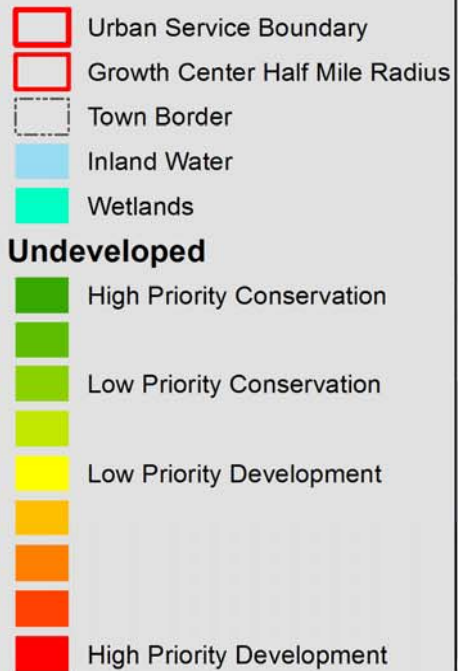 Urban Service Boundary
Growth Center Half Mile Radius
Town Border
Inland Water
Wetlands
Undeveloped
High Priority Conservation
Low Priority Conservation
Low Priority Development
High Priority Development